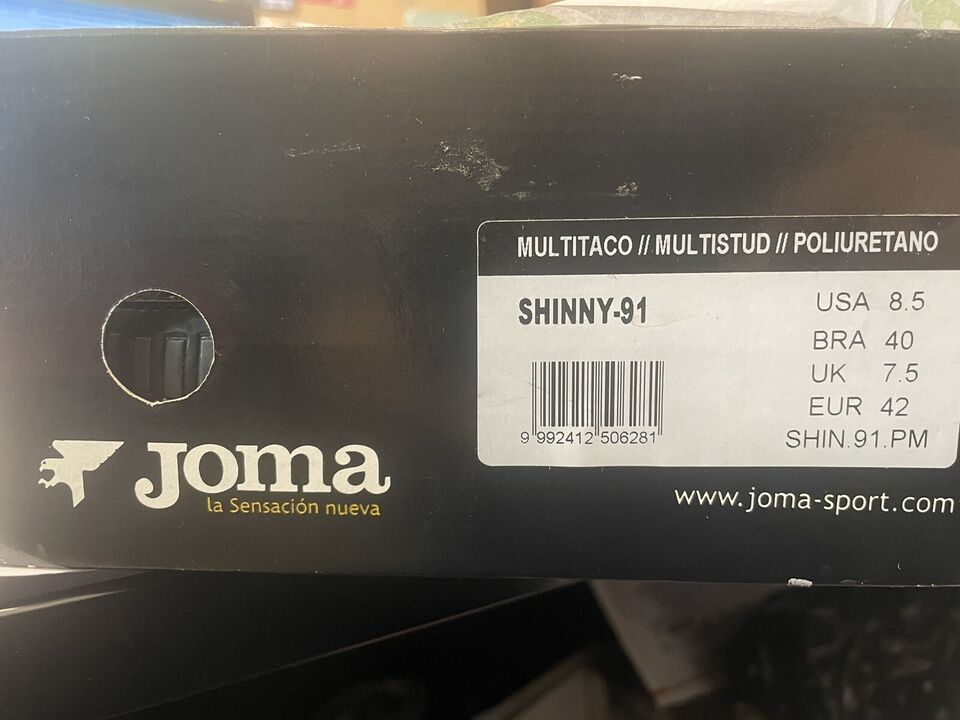 MULTITACO // MULTISTUD // POLIURETANO
SHINNY-91
USA 8.5
BRA 40
UK 7.5
EUR 42
SHIN.91.PM
9 992412 506281
Joma
la Sensación nueva
www.joma-sport.com